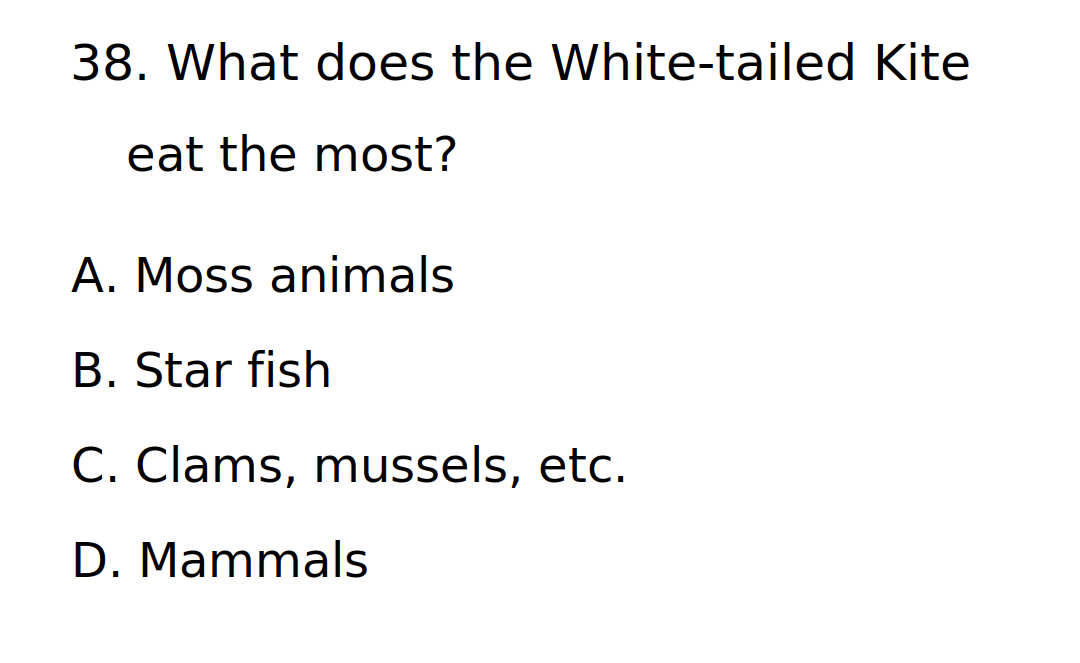 38. What does the White-tailed Kite
eat the most?
A. Moss animals
B. Star fish
C. Clams, mussels, etc.
D. Mammals